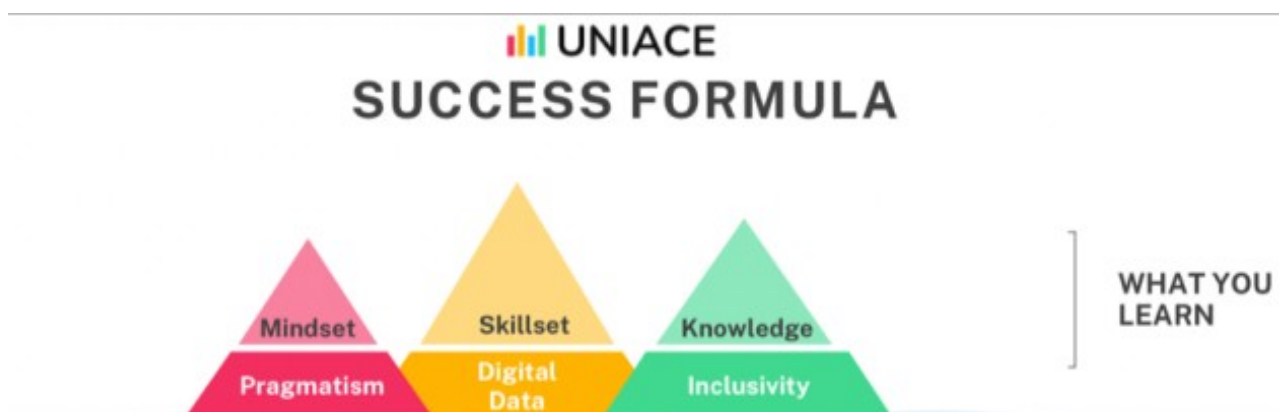 UNIACE
SUCCESS FORMULA
Mindset
Skillset
Knowledge
WHAT YOU
LEARN
Pragmatism
Digital
Data
Inclusivity